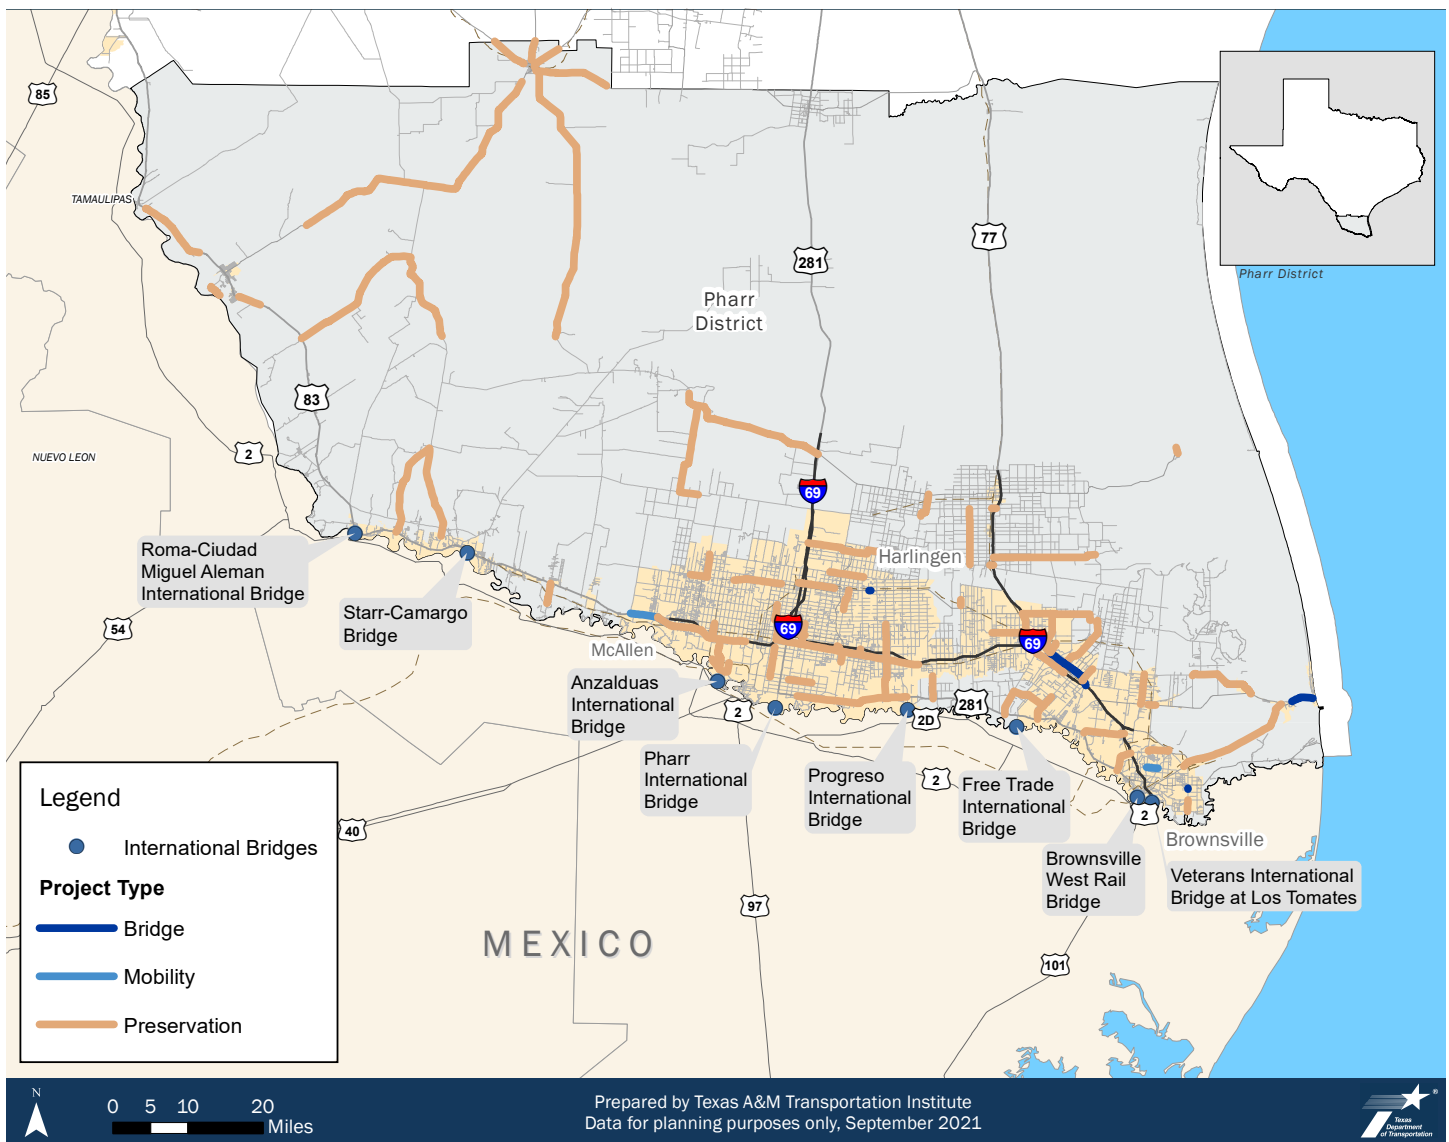 85
TAMAULIPAS
281
77
Pharr District
Pharr
District
83
2
NUEVO LEON
69
Harlingen
Roma-Ciudad
Miguel Aleman
International Bridge
Starr-Camargo
Bridge
54
69
69
McAllen
Anzalduas
International
Bridge
2
281
2D
Pharr
International
Bridge
Progreso
International
Bridge
2
Free Trade
International
Bridge
2
Brownsville
Brownsville
West Rail
Bridge
Veterans International
Bridge at Los Tomates
40
97
101
MEXICO
Legend
International Bridges
Project Type
Bridge
Mobility
Preservation
N
0 5 10 20
Miles
Prepared by Texas A&M Transportation Institute
Data for planning purposes only, September 2021
®
Texas
Department
of Transportation